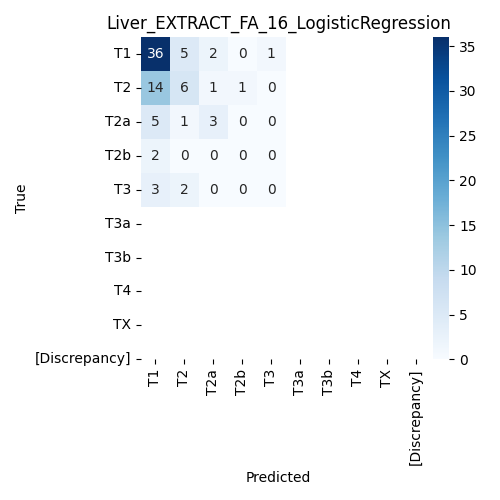 Liver_EXTRACT_FA_16_LogisticRegression
T1 36 5 2 0 1
T2 14 6 1 1 0
T2a 5 1 3 0 0
T2b 2 0 0 0 0
T3 3 2 0 0 0
T3a
T3b
T4
TX
[Discrepancy]
True
T1 T2 T2a T2b T3 T3a T3b T4 TX [Discrepancy]
Predicted
35
30
25
20
15
10
5
0